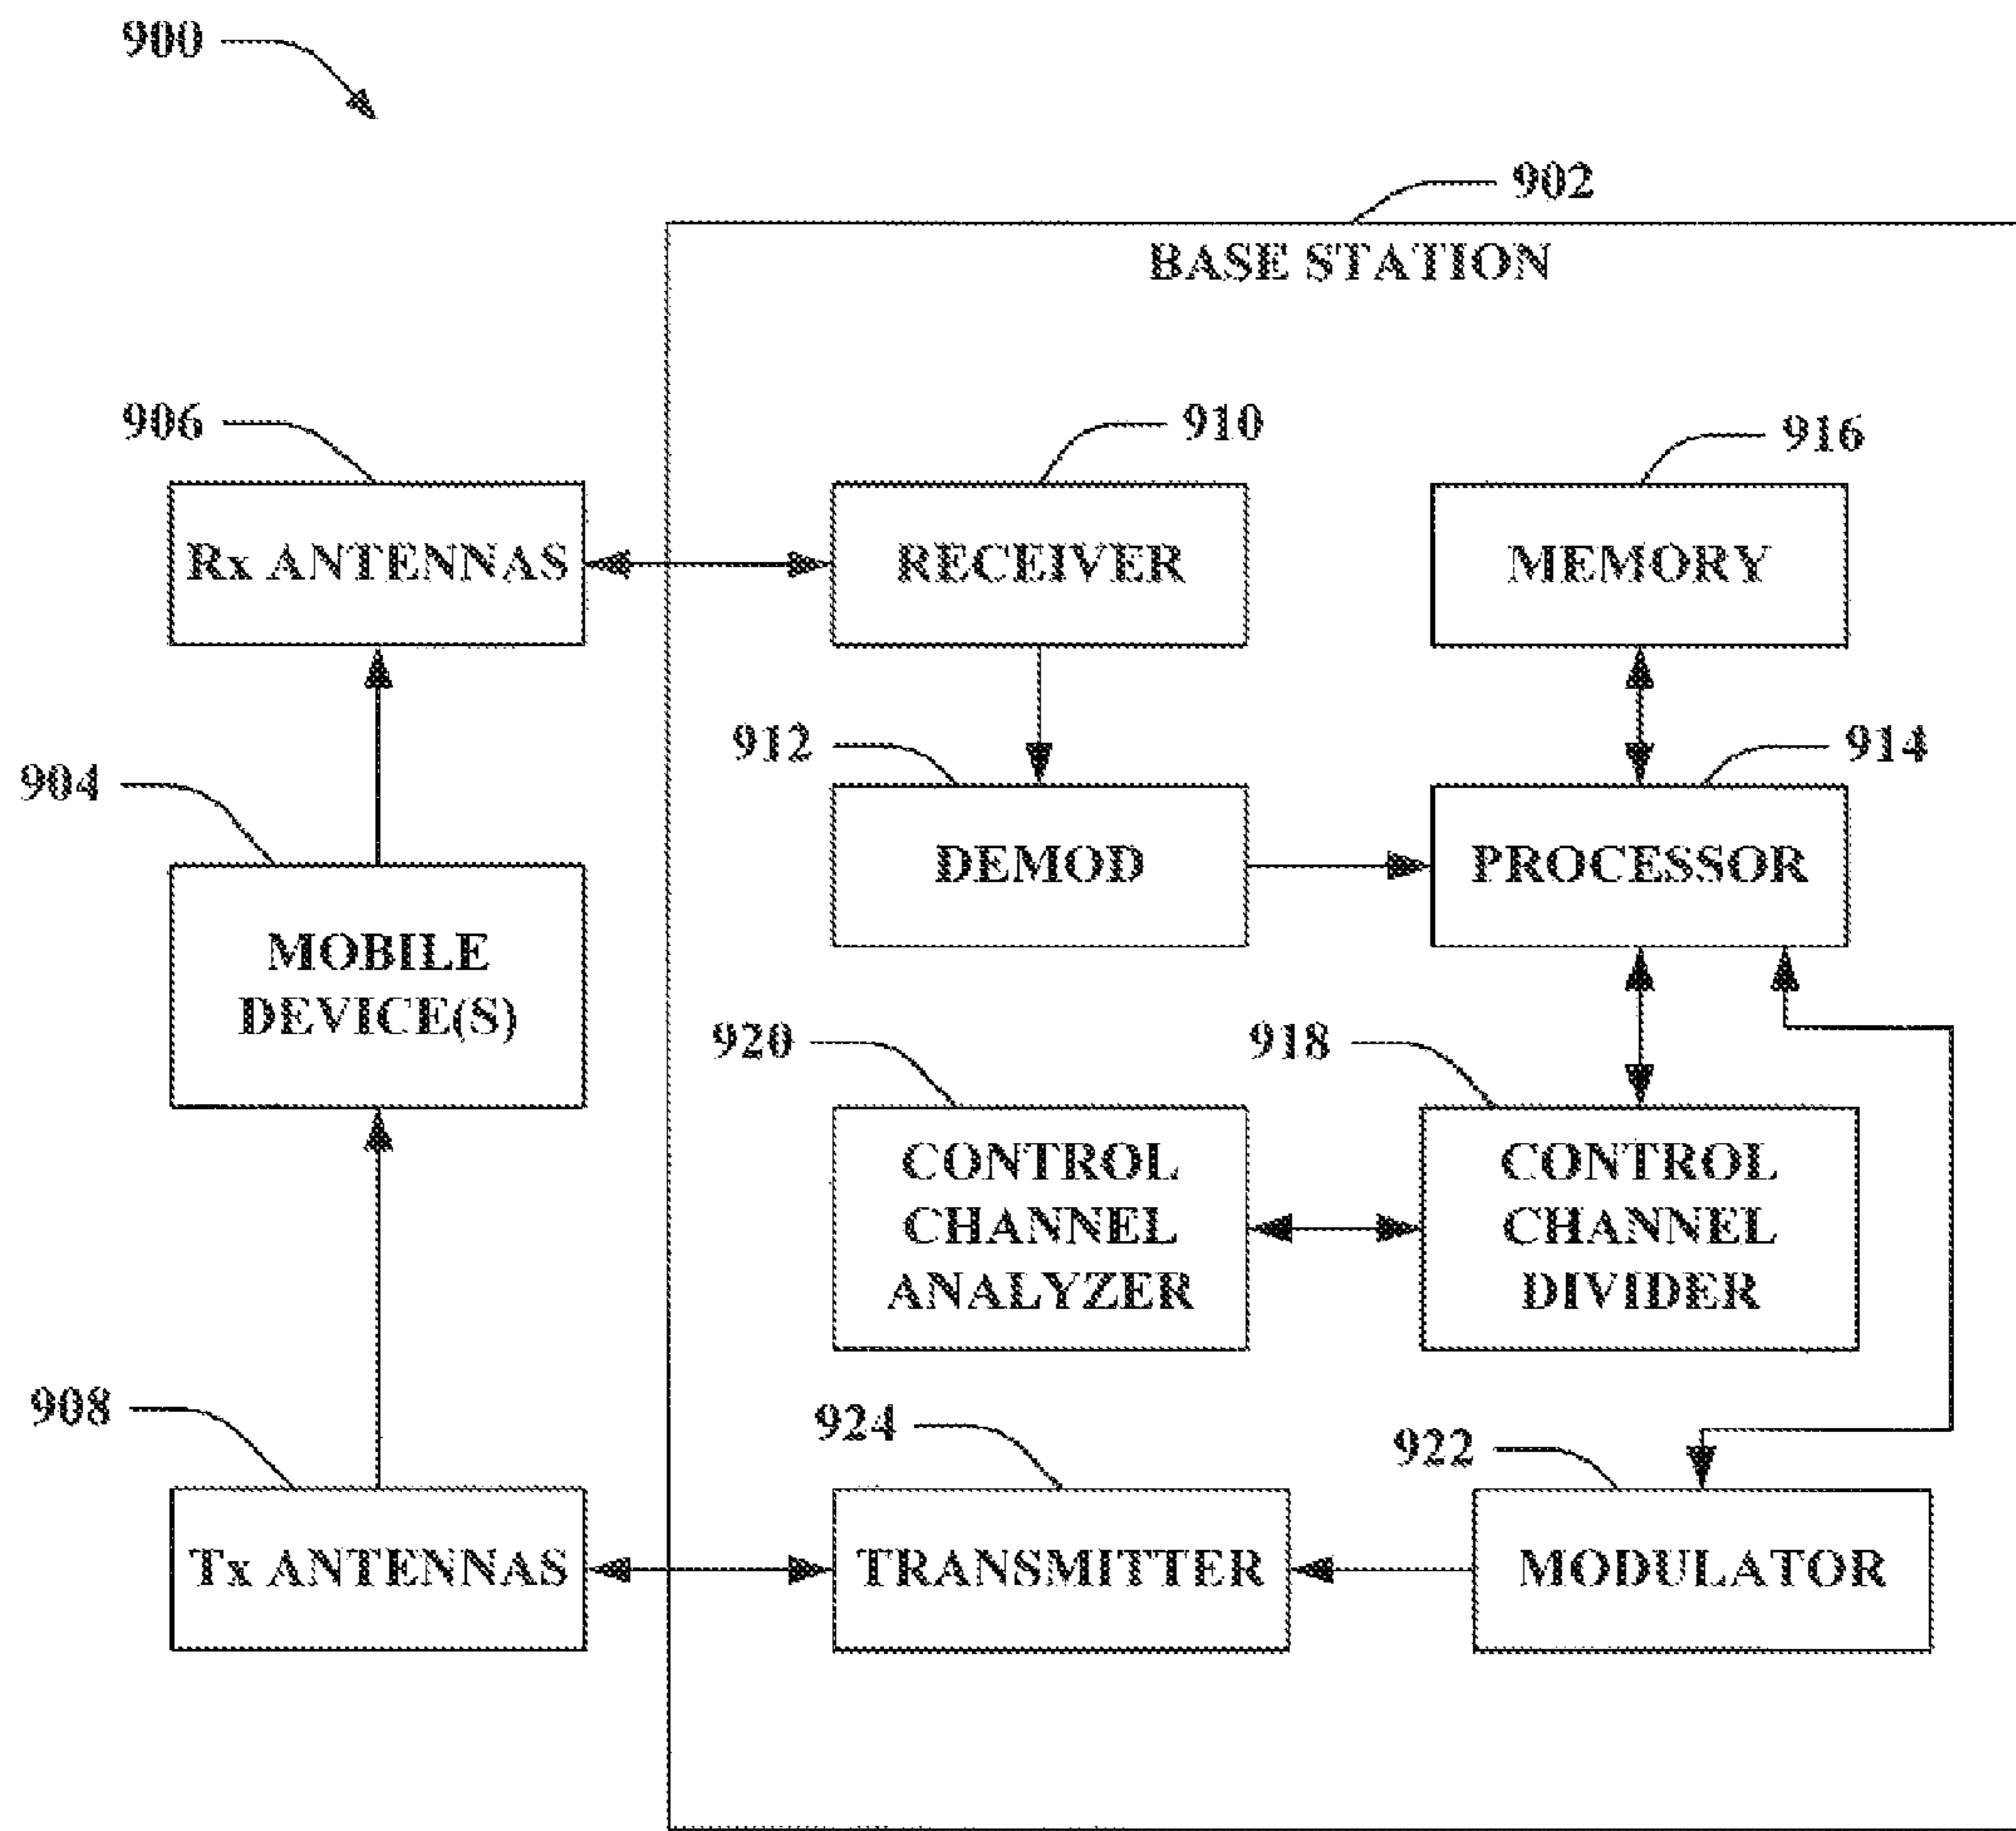 900
902
BASE STATION
906
910
916
Rx ANTENNAS
RECEIVER
MEMORY
912
914
904
DEMOD
PROCESSOR
MOBILE
DEVICE(S)
920
918
CONTROL
CHANNEL
ANALYZER
CONTROL
CHANNEL
DIVIDER
908
924
922
Tx ANTENNAS
TRANSMITTER
MODULATOR